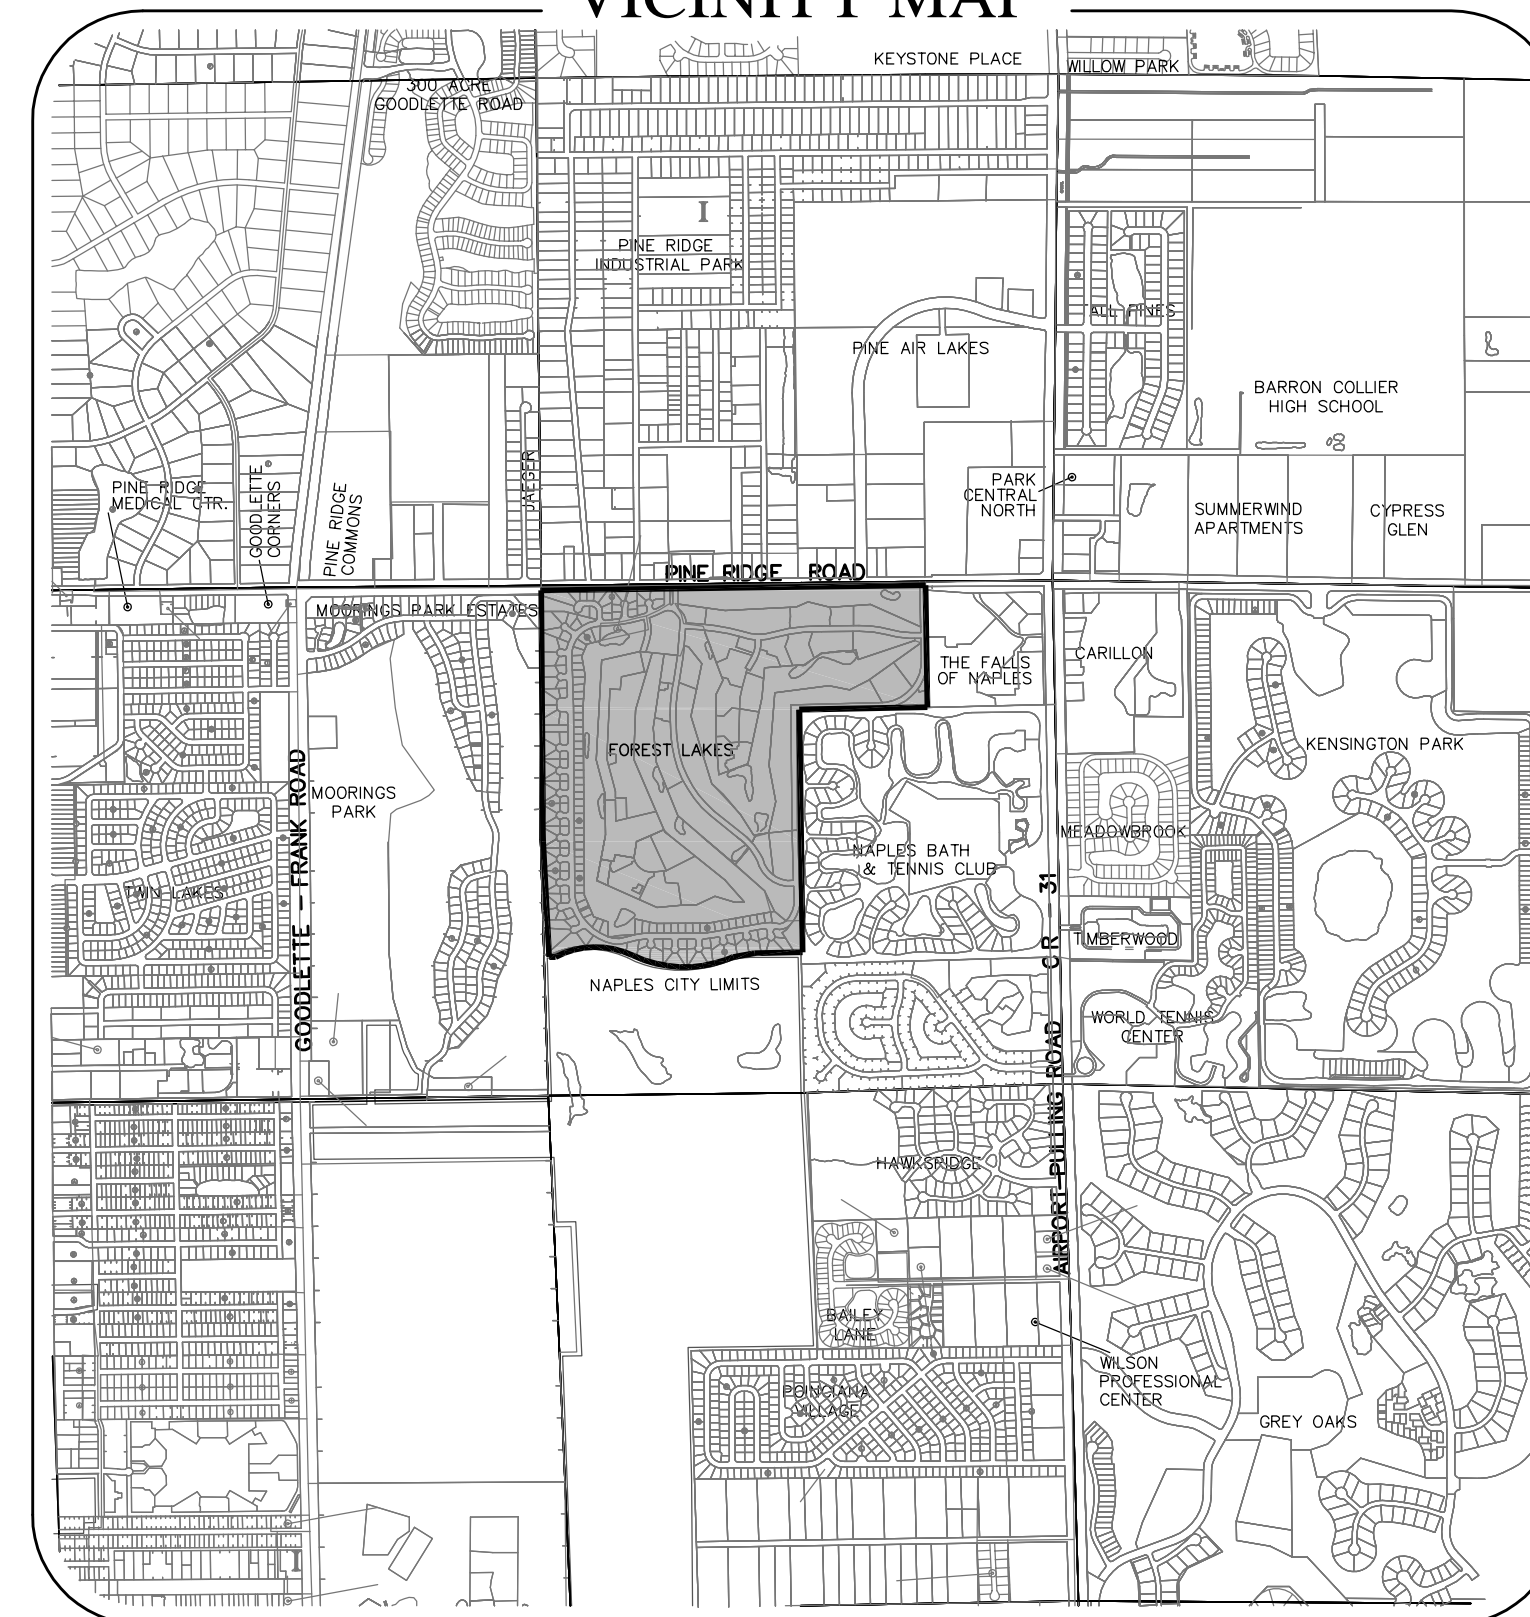 VICINITY MAP
KEYSTONE PLACE
WILLOW PARK
300 ACRE
GOODLETTE ROAD
I
PINE RIDGE
INDUSTRIAL PARK
TALL PINES
PINE AIR LAKES
BARRON COLLIER
HIGH SCHOOL
PINE RIDGE
MEDICAL CTR.
GOODLETTE
CORNERS
PINE RIDGE
COMMONS
JAEGER
PARK
CENTRAL
NORTH
SUMMERWIND
APARTMENTS
CYPRESS
GLEN
PINE RIDGE ROAD
MOORINGS PARK ESTATES
THE FALLS
OF NAPLES
CARILLON
FOREST LAKES
KENSINGTON PARK
MOORINGS
PARK
GOODLETTE - FRANK ROAD
MEADOWBROOK
NAPLES BATH
& TENNIS CLUB
TWIN LAKES
TIMBERWOOD
NAPLES CITY LIMITS
WORLD TENNIS
CENTER
AIRPORT-PULLING ROAD CR - 31
HAWKSRIDGE
BAILEY
LANE
WILSON
PROFESSIONAL
CENTER
POINCIANA
VILLAGE
GREY OAKS
I